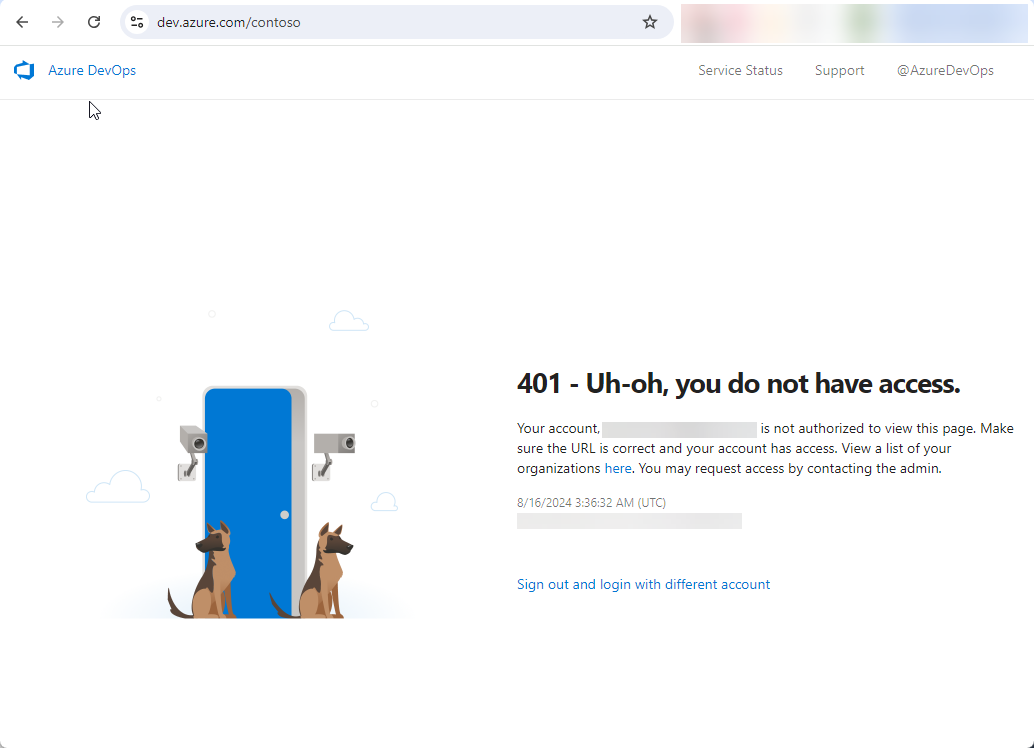 dev.azure.com/contoso
Azure DevOps
Service Status
Support
@AzureDevOps
401 - Uh-oh, you do not have access.
Your account, is not authorized to view this page. Make
sure the URL is correct and your account has access. View a list of your
organizations here. You may request access by contacting the admin.
8/16/2024 3:36:32 AM (UTC)
Sign out and login with different account